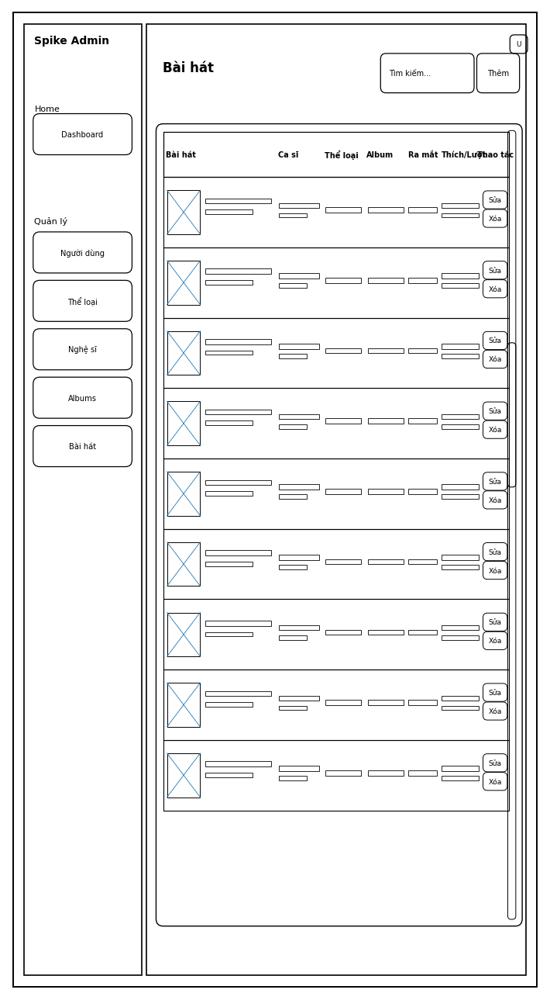 Spike Admin
Home
Dashboard
Quản lý
Người dùng
Thể loại
Nghệ sĩ
Albums
Bài hát
U
Bài hát
Tìm kiếm...
Thêm
Bài hát Ca sĩ Thể loại Album Ra mắt Thích/Lượt Thao tác
Sửa
Xóa
Sửa
Xóa
Sửa
Xóa
Sửa
Xóa
Sửa
Xóa
Sửa
Xóa
Sửa
Xóa
Sửa
Xóa
Sửa
Xóa